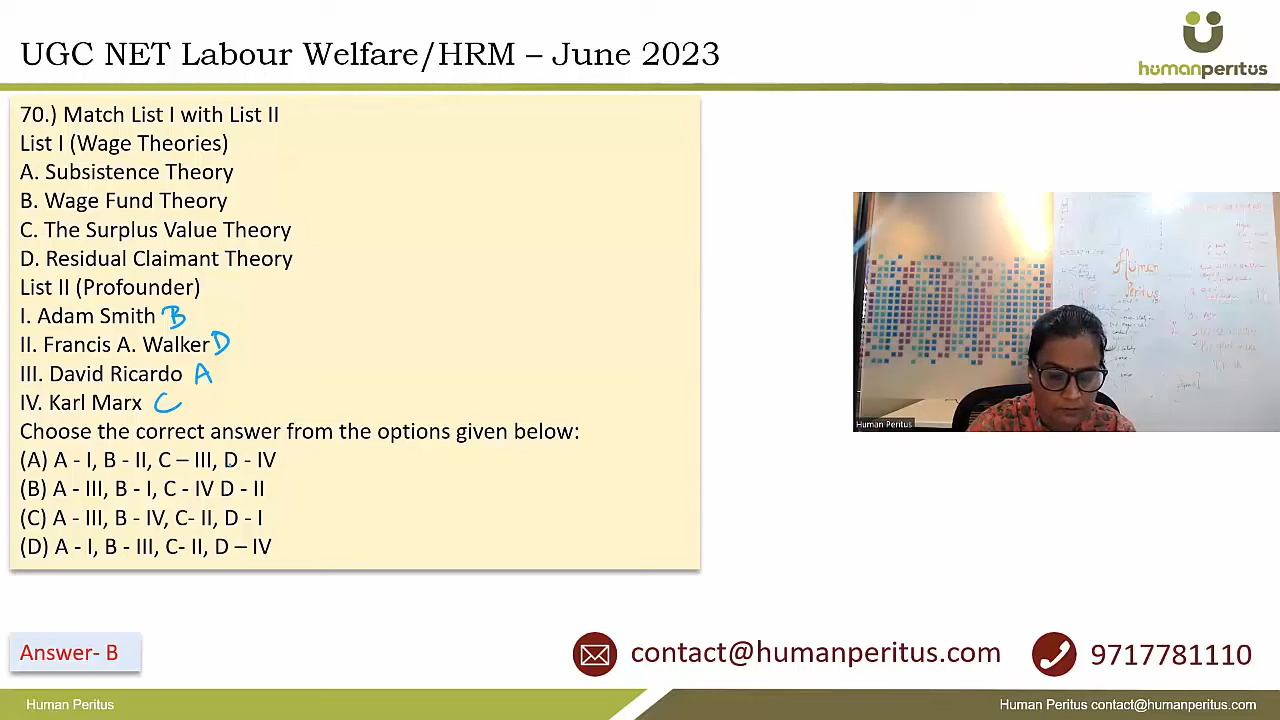 UGC NET Labour Welfare/HRM – June 2023
humanperitus
70.) Match List I with List II
List I (Wage Theories)
A. Subsistence Theory
B. Wage Fund Theory
C. The Surplus Value Theory
D. Residual Claimant Theory
List II (Profounder)
I. Adam Smith B
II. Francis A. Walker D
III. David Ricardo A
IV. Karl Marx C
Choose the correct answer from the options given below:
(A) A - I, B - II, C – III, D - IV
(B) A - III, B - I, C - IV D - II
(C) A - III, B - IV, C- II, D - I
(D) A - I, B - III, C- II, D – IV
Human
Peritus
Human Peritus
Answer- B
contact@humanperitus.com
9717781110
Human Peritus
Human Peritus contact@humanperitus.com